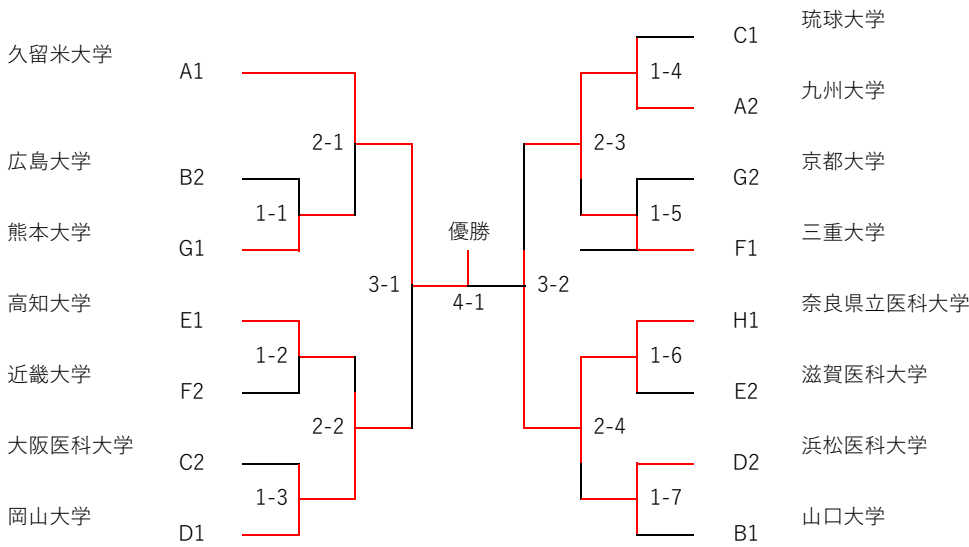 久留米大学
A1
広島大学
B2
1-1
熊本大学
G1
2-1
高知大学
E1
1-2
近畿大学
F2
2-2
大阪医科大学
C2
1-3
岡山大学
D1
3-1
優勝
4-1
3-2
C1
琉球大学
1-4
A2
九州大学
2-3
G2
京都大学
1-5
F1
三重大学
H1
奈良県立医科大学
1-6
E2
滋賀医科大学
2-4
D2
浜松医科大学
1-7
B1
山口大学